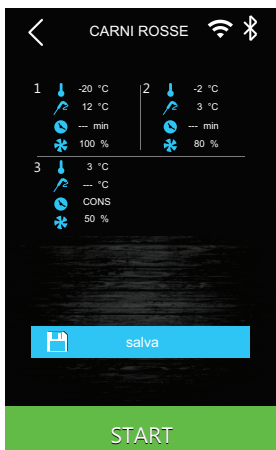 CARNI ROSSE
1 -20 °C
12 °C
--- min
100 %
2 -2 °C
3 °C
--- min
80 %
3 3 °C
--- °C
CONS
50 %
salva
START